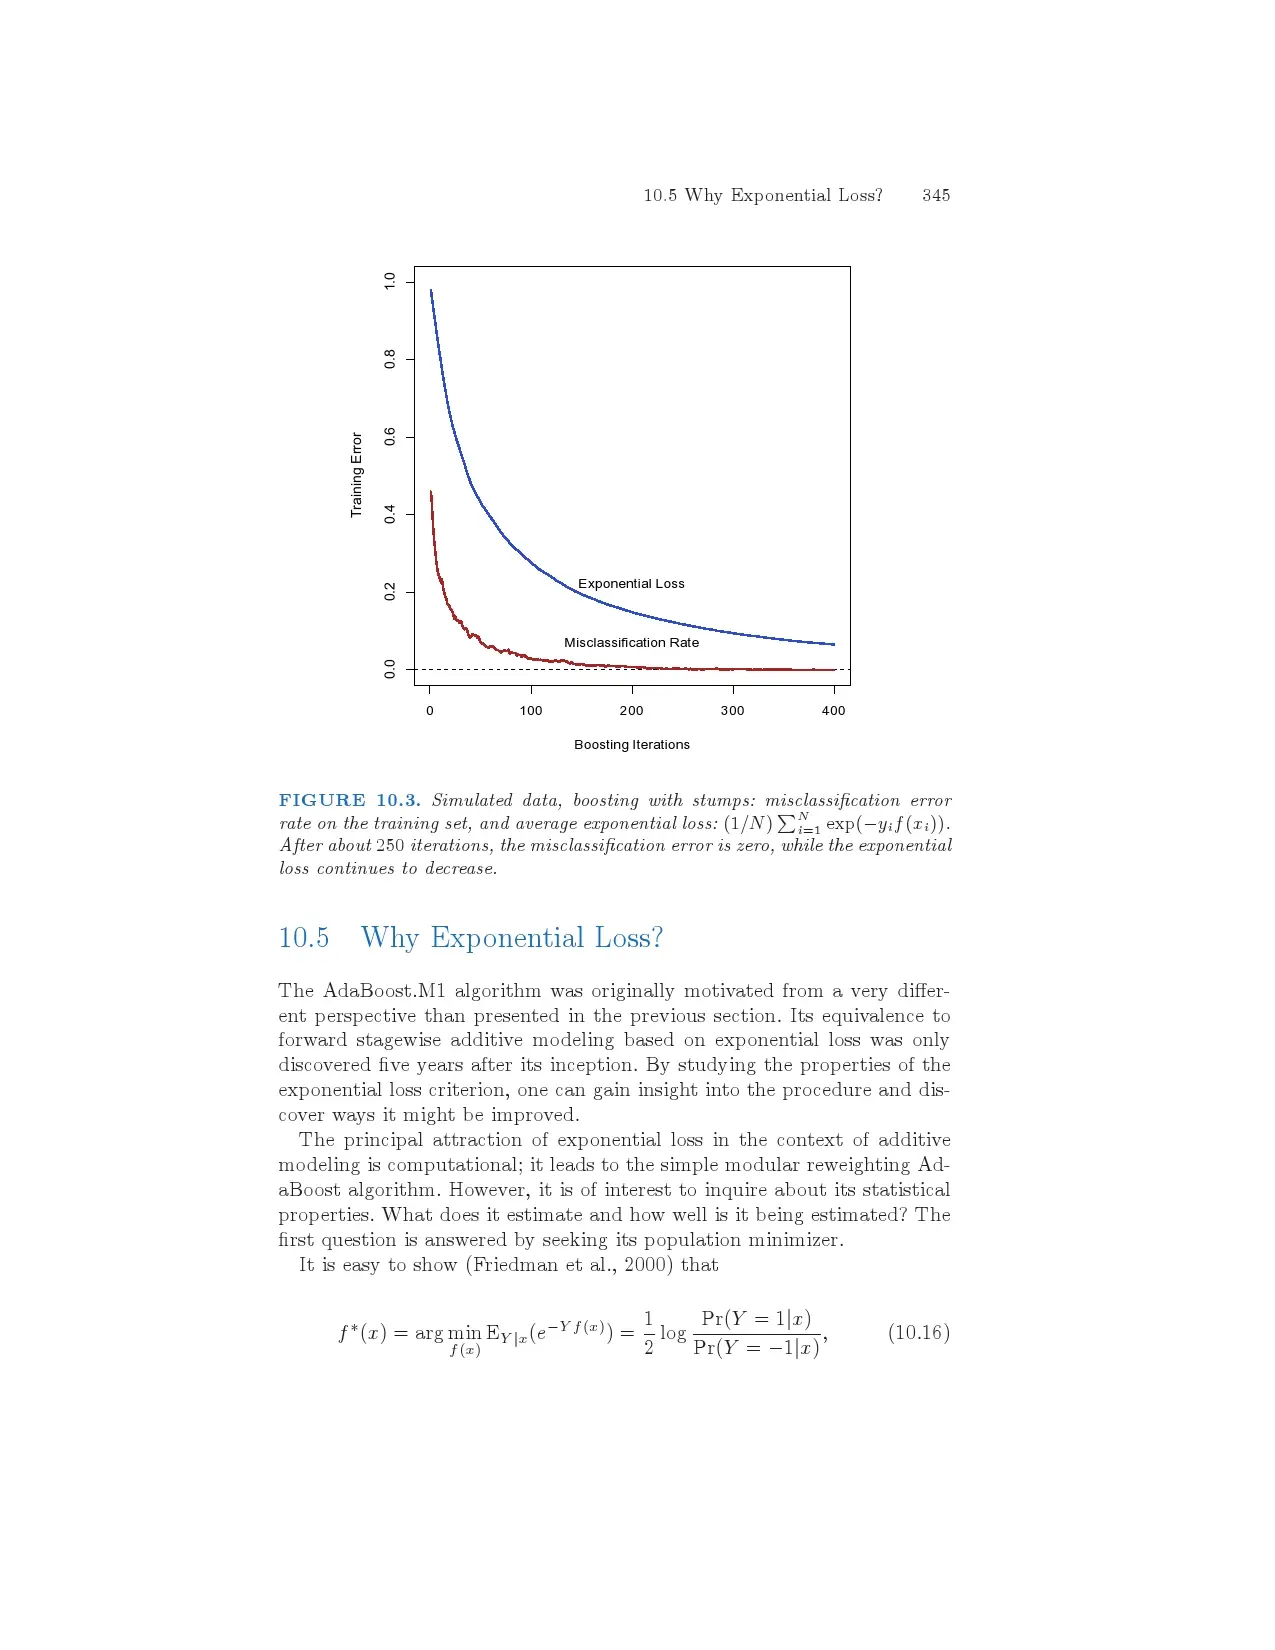 10.5 Why Exponential Loss? 345
1.0
0.8
0.6
0.4
0.2
0.0
Training Error
Exponential Loss
Misclassification Rate
0 100 200 300 400
Boosting Iterations
FIGURE 10.3. Simulated data, boosting with stumps: misclassification error
rate on the training set, and average exponential loss: (1/N) ∑_{i=1}^{N} exp(−y_i f(x_i)).
After about 250 iterations, the misclassification error is zero, while the exponential
loss continues to decrease.
10.5 Why Exponential Loss?
The AdaBoost.M1 algorithm was originally motivated from a very differ-
ent perspective than presented in the previous section. Its equivalence to
forward stagewise additive modeling based on exponential loss was only
discovered five years after its inception. By studying the properties of the
exponential loss criterion, one can gain insight into the procedure and dis-
cover ways it might be improved.
The principal attraction of exponential loss in the context of additive
modeling is computational; it leads to the simple modular reweighting Ad-
aBoost algorithm. However, it is of interest to inquire about its statistical
properties. What does it estimate and how well is it being estimated? The
first question is answered by seeking its population minimizer.
It is easy to show (Friedman et al., 2000) that
f*(x) = arg min_{f(x)} E_{Y|x}(e^{−Y f(x)}) = 1/2 log Pr(Y = 1|x) / Pr(Y = −1|x), (10.16)